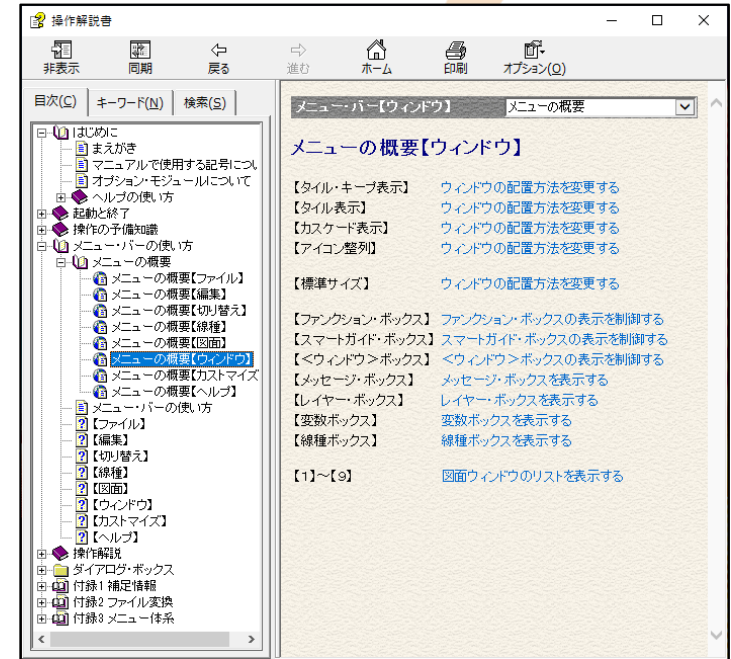 操作解説書
非表示 同期 戻る 進む ホーム 印刷 オプション(O)
目次(C) キーワード(N) 検索(S)
はじめに
まえがき
マニュアルで使用する記号につい
オプション・モジュールについて
ヘルプの使い方
起動と終了
操作の予備知識
メニュー・バーの使い方
メニューの概要
メニューの概要【ファイル】
メニューの概要【編集】
メニューの概要【切り替え】
メニューの概要【線種】
メニューの概要【図面】
メニューの概要【ウィンドウ】
メニューの概要【カスタマイズ
メニューの概要【ヘルプ】
メニュー・バーの使い方
【ファイル】
【編集】
【切り替え】
【線種】
【図面】
【ウィンドウ】
【カスタマイズ】
【ヘルプ】
操作解説
ダイアログ・ボックス
付録1 補足情報
付録2 ファイル変換
付録3 メニュー体系
メニュー・バー【ウィンドウ】 メニューの概要
メニューの概要【ウィンドウ】
【タイル・キープ表示】 ウィンドウの配置方法を変更する
【タイル表示】 ウィンドウの配置方法を変更する
【カスケード表示】 ウィンドウの配置方法を変更する
【アイコン整列】 ウィンドウの配置方法を変更する
【標準サイズ】 ウィンドウの配置方法を変更する
【ファンクション・ボックス】 ファンクション・ボックスの表示を制御する
【スマートガイド・ボックス】 スマートガイド・ボックスの表示を制御する
【<ウィンドウ>ボックス】 <ウィンドウ>ボックスの表示を制御する
【メッセージ・ボックス】 メッセージ・ボックスを表示する
【レイヤー・ボックス】 レイヤー・ボックスを表示する
【変数ボックス】 変数ボックスを表示する
【線種ボックス】 線種ボックスを表示する
【1】~【9】 図面ウィンドウのリストを表示する